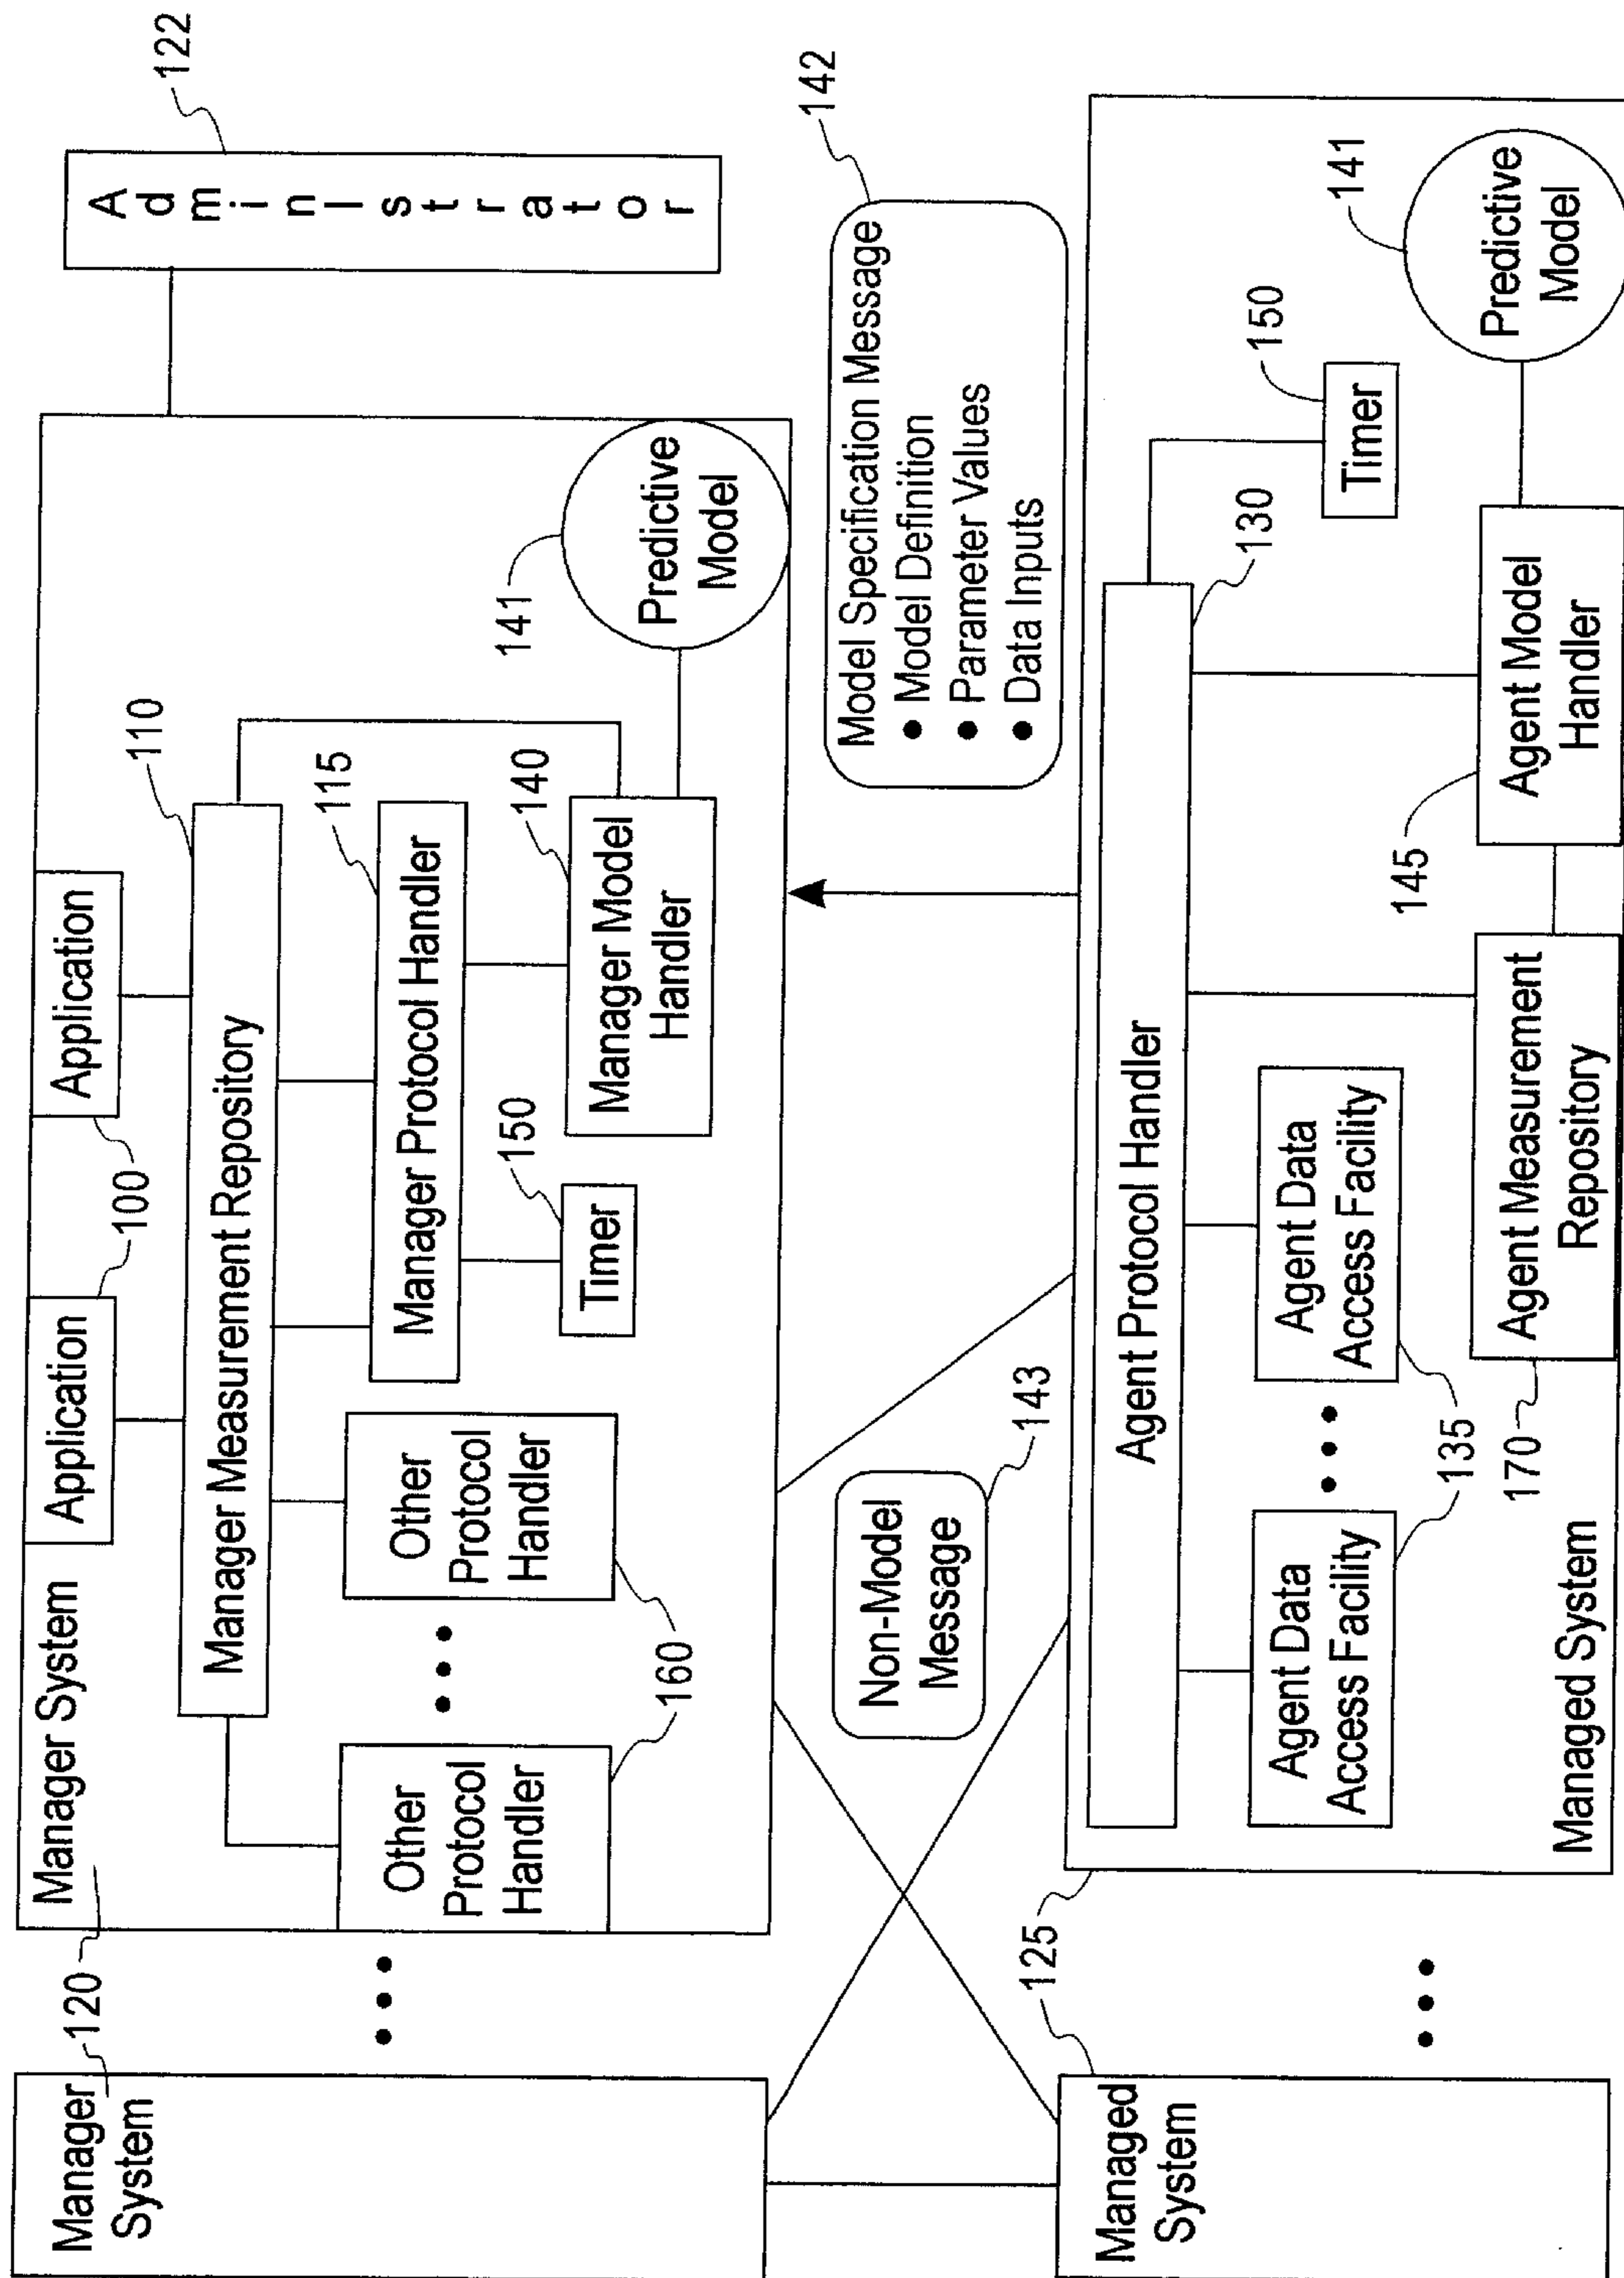 Manager
System
120
Manager System
Application
100
Application
Manager Measurement Repository
110
Other
Protocol
Handler
• • •
Other
Protocol
Handler
160
Manager Protocol Handler
115
Timer
150
Manager Model
Handler
140
Predictive
Model
141
AdminIstrator
122
• • •
Non-Model
Message
143
Model Specification Message
• Model Definition
• Parameter Values
• Data Inputs
142
Managed
System
125
• • •
Agent Protocol Handler
130
Agent Data
Access Facility
• • •
Agent Data
Access Facility
135
Timer
150
Agent Measurement
Repository
170
Agent Model
Handler
145
Predictive
Model
141
Managed System